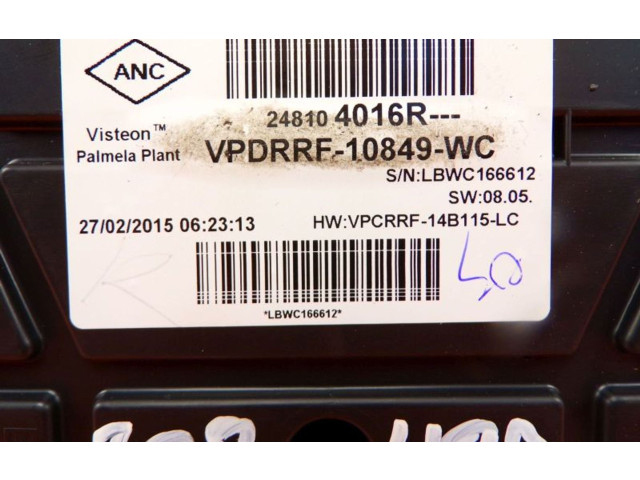 ANC
24810 4016R---
Visteon™
Palmela Plant
VPDRRF-10849-WC
S/N:LBWC166612
SW:08.05.
27/02/2015 06:23:13
HW:VPCRRF-14B115-LC
*LBWC166612*